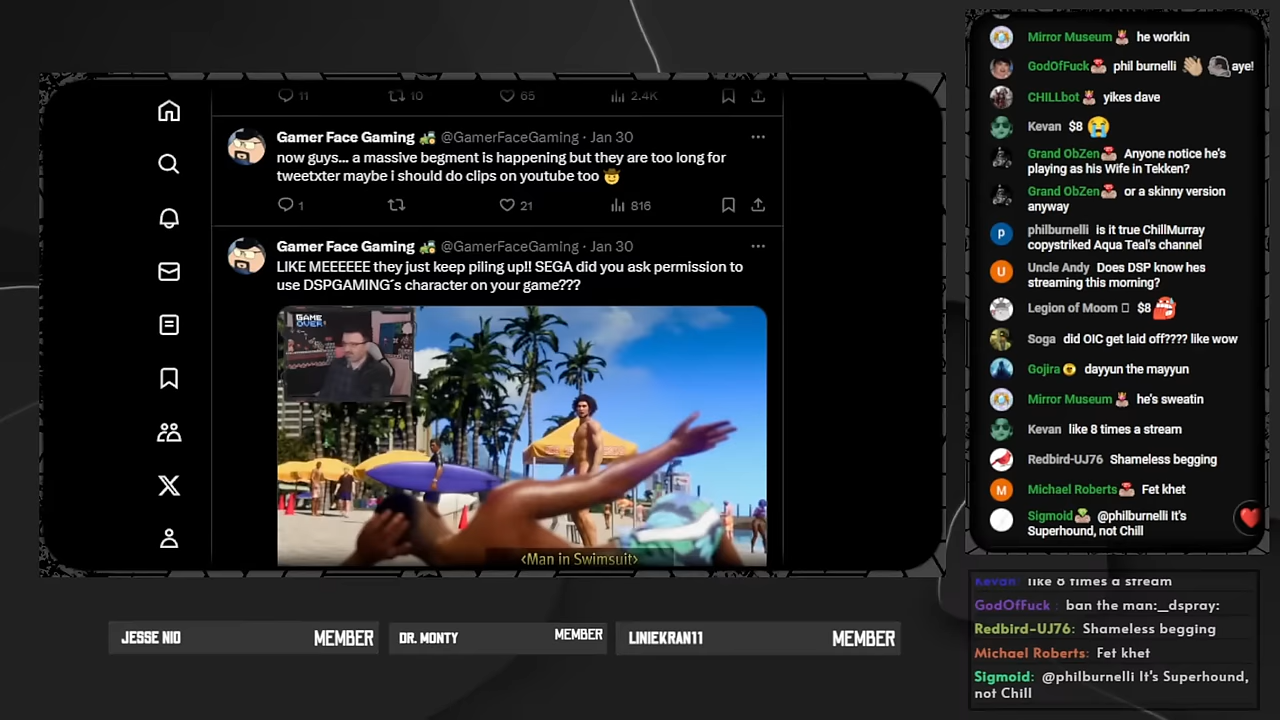 11 10 65 2.4K
Gamer Face Gaming 🚜 @GamerFaceGaming · Jan 30
now guys... a massive begment is happening but they are too long for
tweetxter maybe i should do clips on youtube too 🤠
1 21 816
Gamer Face Gaming 🚜 @GamerFaceGaming · Jan 30
LIKE MEEEEEE they just keep piling up!! SEGA did you ask permission to
use DSPGAMING´s character on your game???
GAME
OVER!
<Man in Swimsuit>
JESSE NIO MEMBER
DR. MONTY MEMBER
LINIEKRAN11 MEMBER
Mirror Museum he workin
GodOfFuck phil burnelli 👏🏼 aye!
CHILLbot yikes dave
Kevan $8 😭
Grand ObZen Anyone notice he's
playing as his Wife in Tekken?
Grand ObZen or a skinny version
anyway
P philburnelli is it true ChillMurray
copystriked Aqua Teal's channel
U Uncle Andy Does DSP know hes
streaming this morning?
Legion of Moom $8
Soga did OIC get laid off???? like wow
Gojira dayyun the mayyun
Mirror Museum he's sweatin
Kevan like 8 times a stream
Redbird-UJ76 Shameless begging
M Michael Roberts Fet khet
Sigmoid @philburnelli It's
Superhound, not Chill
Kevan: like 8 times a stream
GodOfFuck : ban the man:_dspray:
Redbird-UJ76: Shameless begging
Michael Roberts: Fet khet
Sigmoid: @philburnelli It's Superhound,
not Chill